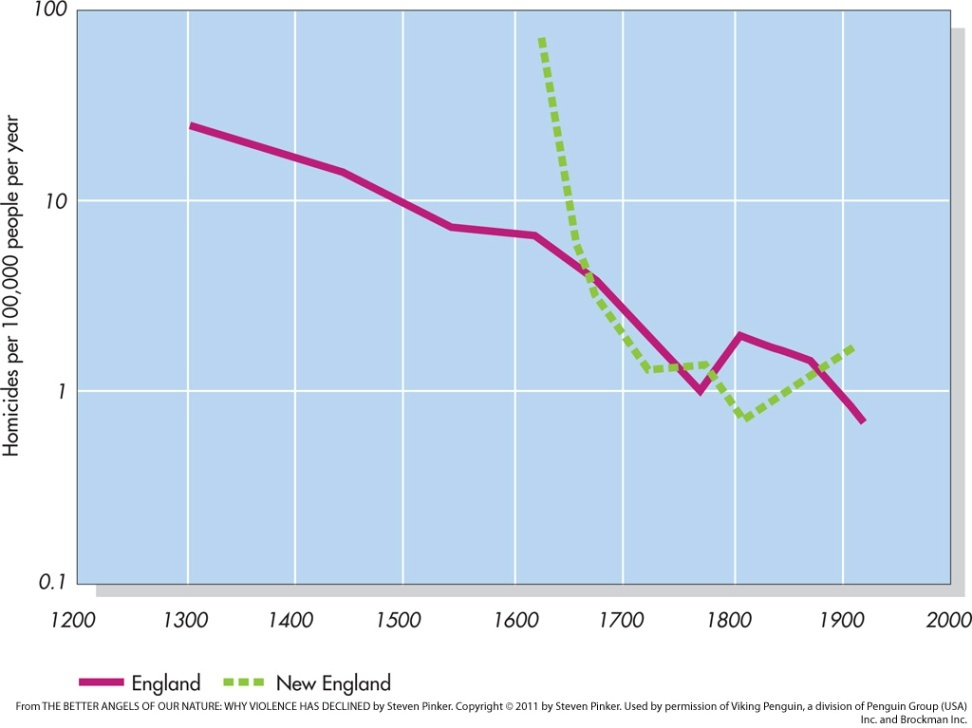 100
10
1
0.1
Homicides per 100,000 people per year
1200 1300 1400 1500 1600 1700 1800 1900 2000
England New England
From THE BETTER ANGELS OF OUR NATURE: WHY VIOLENCE HAS DECLINED by Steven Pinker. Copyright © 2011 by Steven Pinker. Used by permission of Viking Penguin, a division of Penguin Group (USA)
Inc. and Brockman Inc.